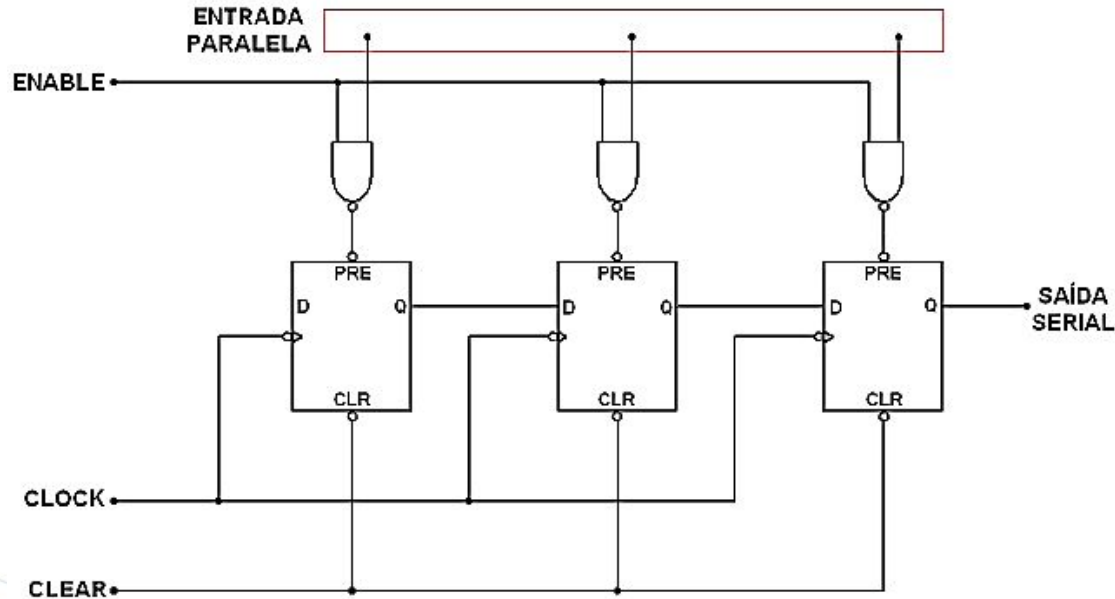 ENTRADA
PARALELA
ENABLE
PRE
PRE
PRE
D
Q
D
Q
D
Q
SAÍDA
SERIAL
CLR
CLR
CLR
CLOCK
CLEAR